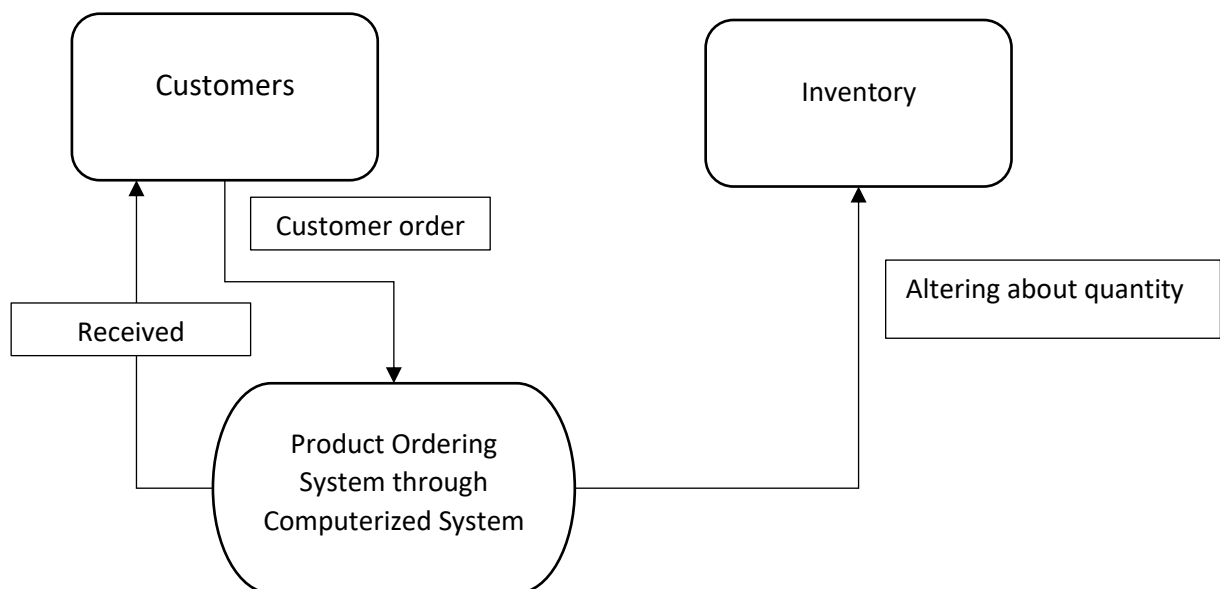 Customers
Inventory
Customer order
Altering about quantity
Received
Product Ordering
System through
Computerized System